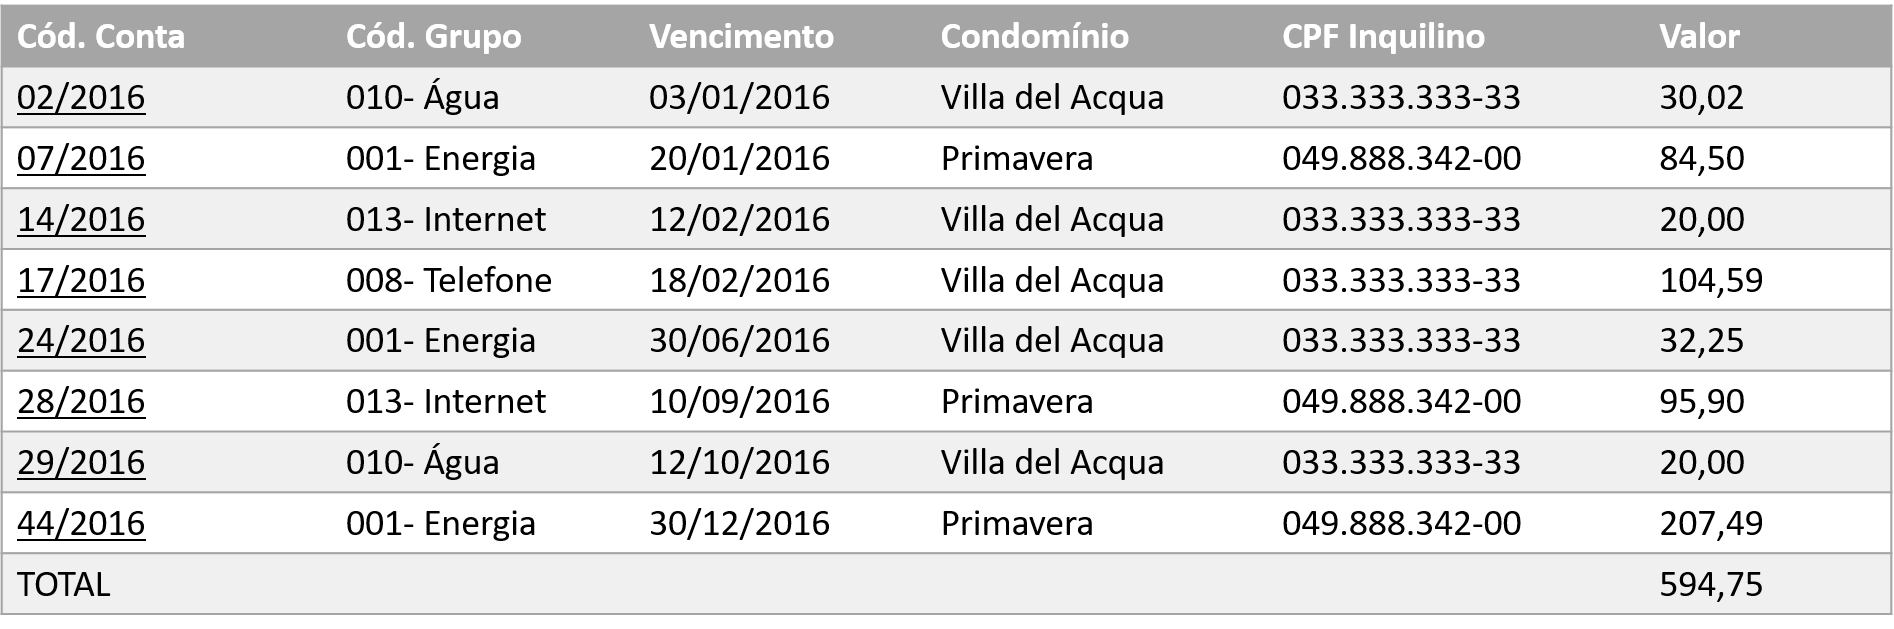 Cód. Conta Cód. Grupo Vencimento Condomínio CPF Inquilino Valor
02/2016 010- Água 03/01/2016 Villa del Acqua 033.333.333-33 30,02
07/2016 001- Energia 20/01/2016 Primavera 049.888.342-00 84,50
14/2016 013- Internet 12/02/2016 Villa del Acqua 033.333.333-33 20,00
17/2016 008- Telefone 18/02/2016 Villa del Acqua 033.333.333-33 104,59
24/2016 001- Energia 30/06/2016 Villa del Acqua 033.333.333-33 32,25
28/2016 013- Internet 10/09/2016 Primavera 049.888.342-00 95,90
29/2016 010- Água 12/10/2016 Villa del Acqua 033.333.333-33 20,00
44/2016 001- Energia 30/12/2016 Primavera 049.888.342-00 207,49
TOTAL 594,75